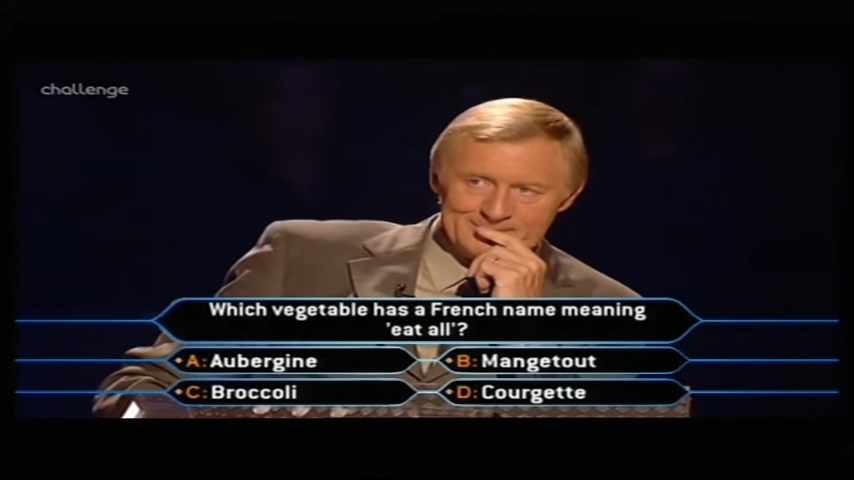 challenge
Which vegetable has a French name meaning
'eat all'?
A: Aubergine
B: Mangetout
C: Broccoli
D: Courgette